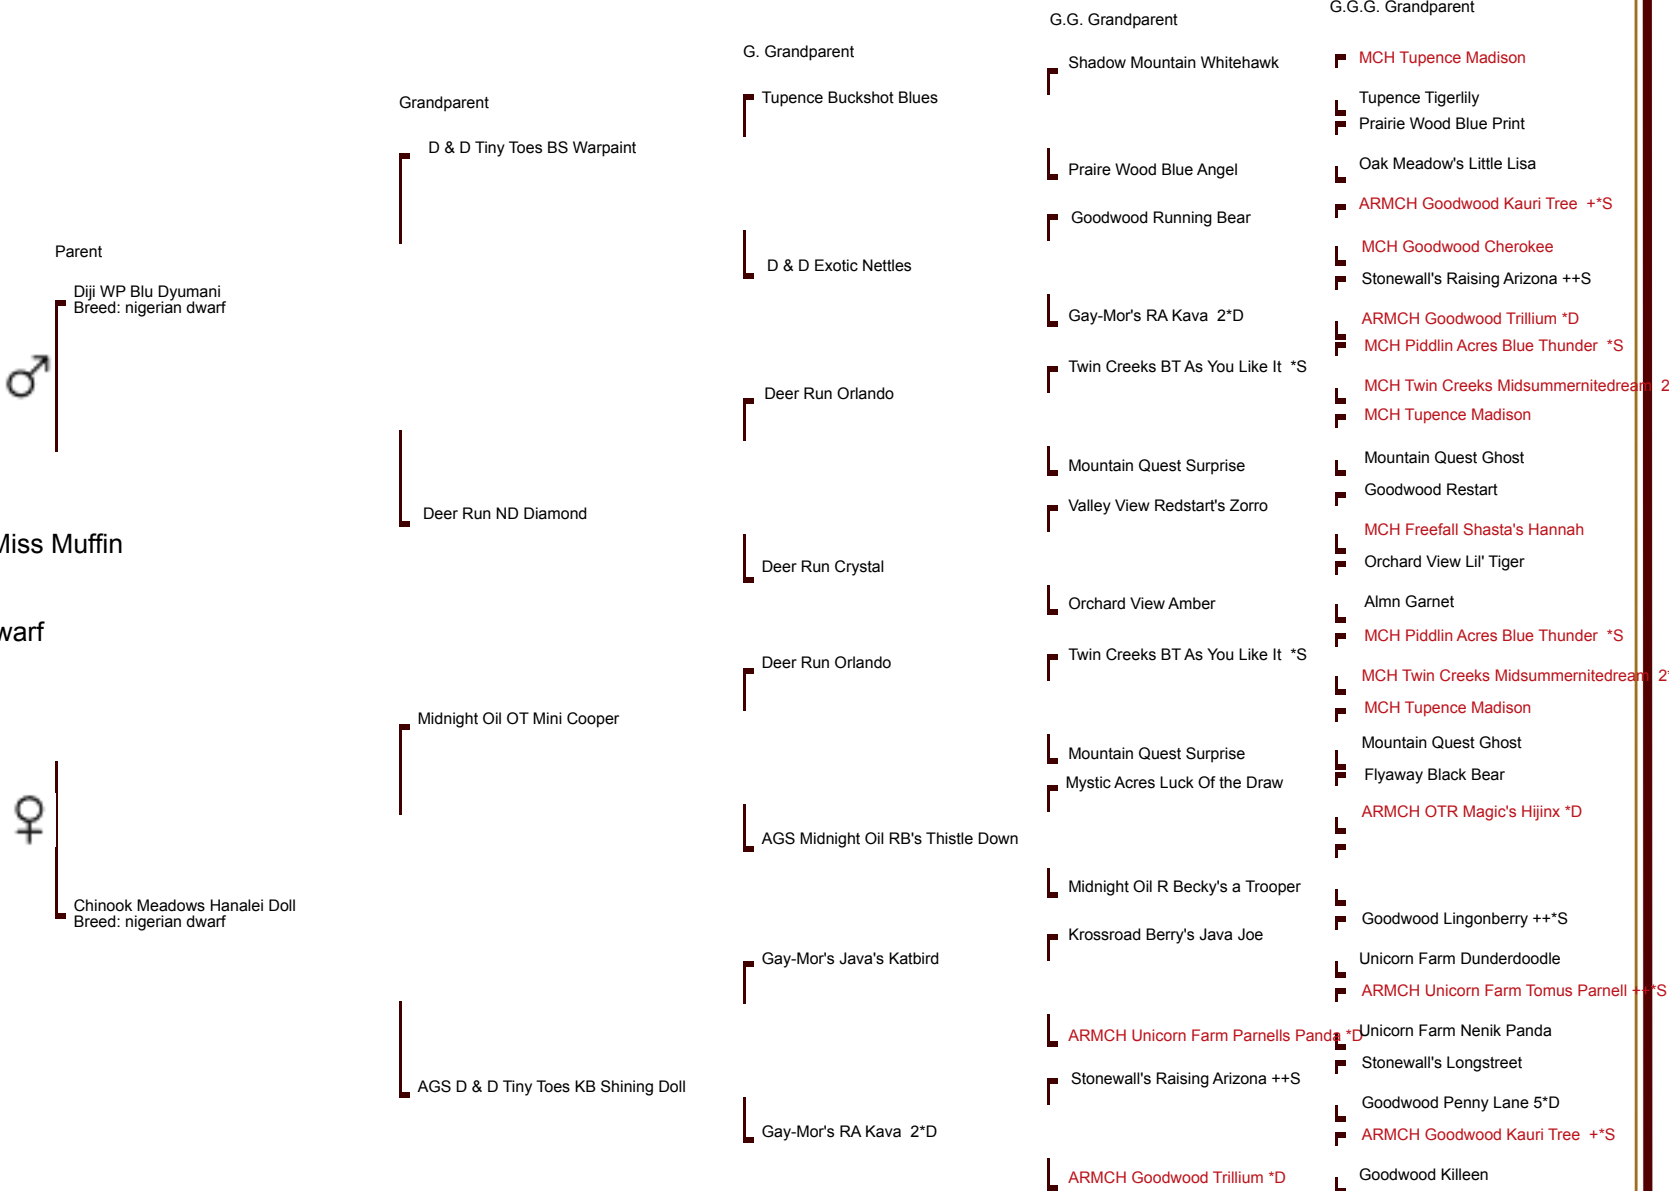 G.G.G. Grandparent
G.G. Grandparent
G. Grandparent
Grandparent
Parent
Diji WP Blu Dyumani
Breed: nigerian dwarf
Miss Muffin
warf
Chinook Meadows Hanalei Doll
Breed: nigerian dwarf
D & D Tiny Toes BS Warpaint
Deer Run ND Diamond
Midnight Oil OT Mini Cooper
AGS D & D Tiny Toes KB Shining Doll
Tupence Buckshot Blues
D & D Exotic Nettles
Deer Run Orlando
Deer Run Crystal
Deer Run Orlando
AGS Midnight Oil RB's Thistle Down
Gay-Mor's Java's Katbird
Gay-Mor's RA Kava 2*D
Shadow Mountain Whitehawk
Praire Wood Blue Angel
Goodwood Running Bear
Gay-Mor's RA Kava 2*D
Twin Creeks BT As You Like It *S
Mountain Quest Surprise
Valley View Redstart's Zorro
Orchard View Amber
Twin Creeks BT As You Like It *S
Mountain Quest Surprise
Mystic Acres Luck Of the Draw
Midnight Oil R Becky's a Trooper
Krossroad Berry's Java Joe
ARMCH Unicorn Farm Parnells Panda *D
Stonewall's Raising Arizona ++S
ARMCH Goodwood Trillium *D
MCH Tupence Madison
Tupence Tigerlily
Prairie Wood Blue Print
Oak Meadow's Little Lisa
ARMCH Goodwood Kauri Tree +*S
MCH Goodwood Cherokee
Stonewall's Raising Arizona ++S
ARMCH Goodwood Trillium *D
MCH Piddlin Acres Blue Thunder *S
MCH Twin Creeks Midsummernitedream 2
MCH Tupence Madison
Mountain Quest Ghost
Goodwood Restart
MCH Freefall Shasta's Hannah
Orchard View Lil' Tiger
Almn Garnet
MCH Piddlin Acres Blue Thunder *S
MCH Twin Creeks Midsummernitedream 2*
MCH Tupence Madison
Mountain Quest Ghost
Flyaway Black Bear
ARMCH OTR Magic's Hijinx *D
Goodwood Lingonberry ++*S
Unicorn Farm Dunderdoodle
ARMCH Unicorn Farm Tomus Parnell ++*S
Unicorn Farm Nenik Panda
Stonewall's Longstreet
Goodwood Penny Lane 5*D
ARMCH Goodwood Kauri Tree +*S
Goodwood Killeen